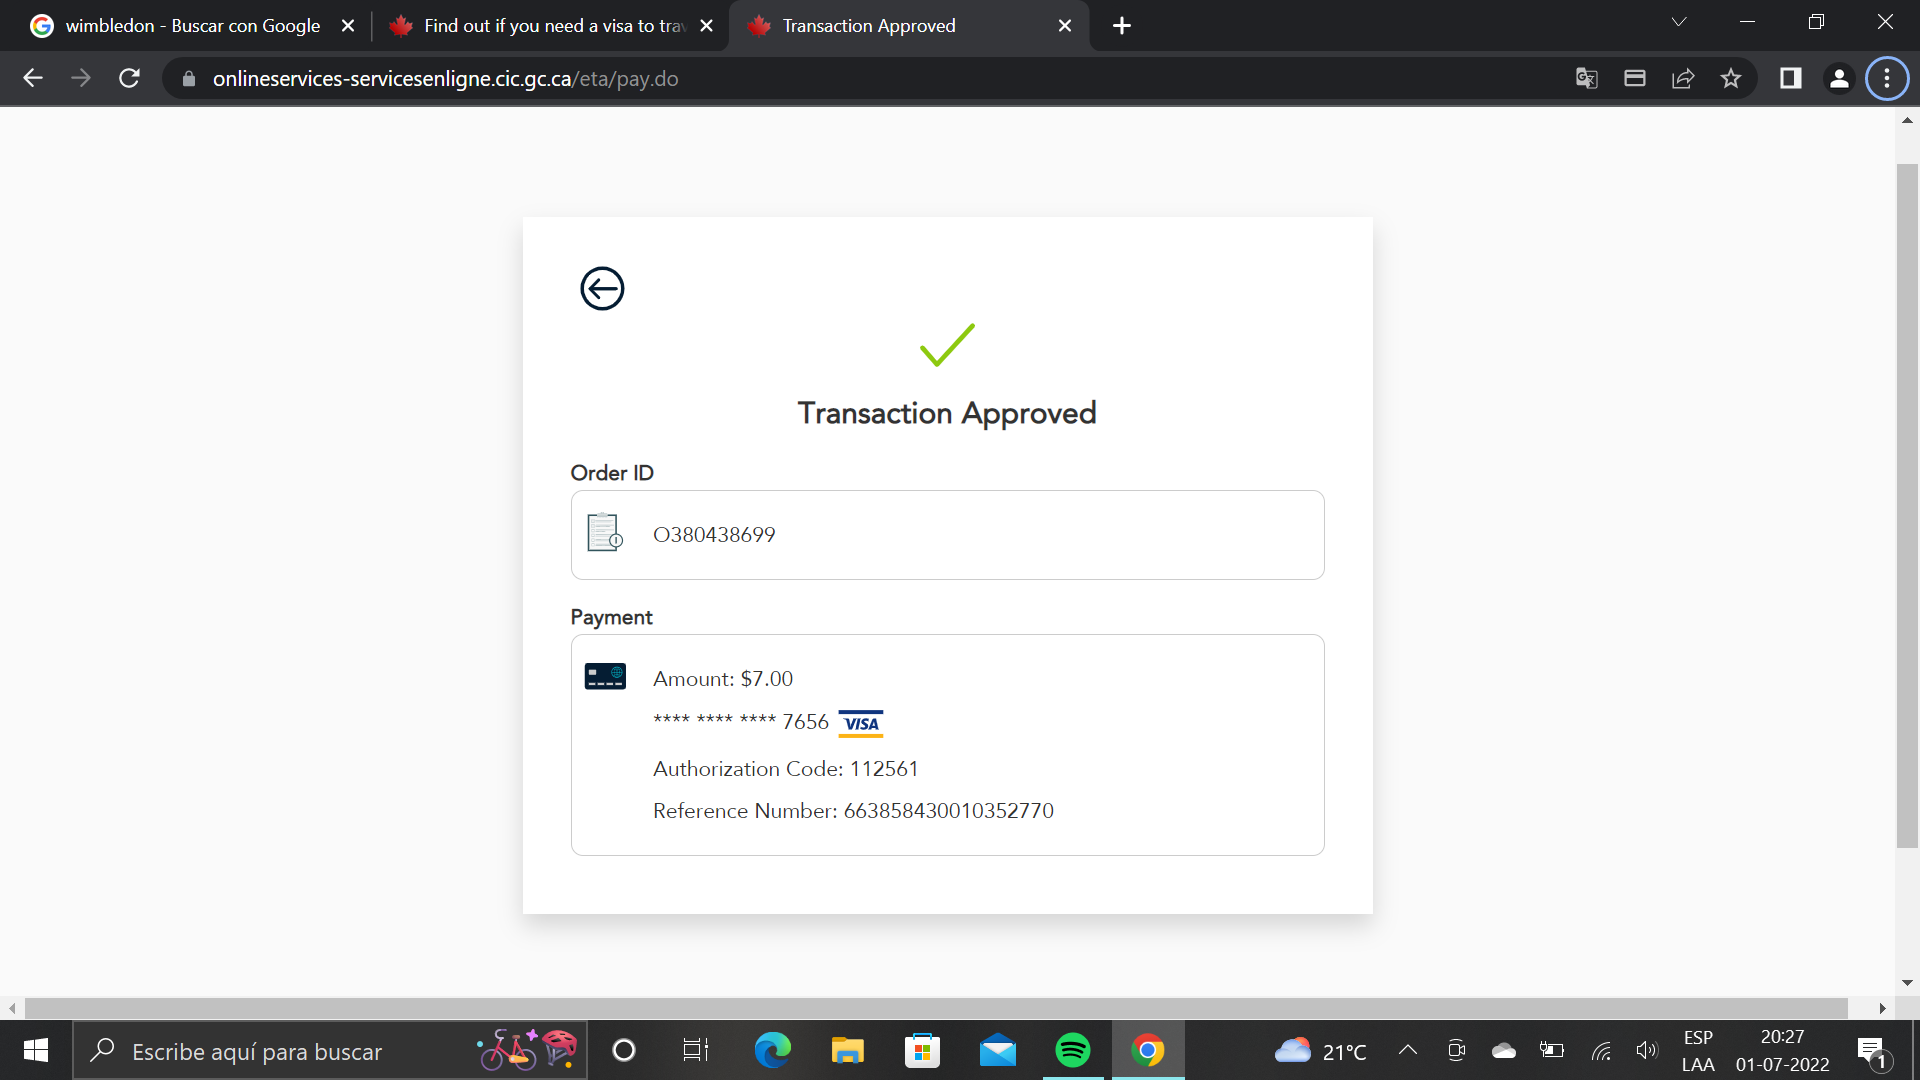 wimbledon - Buscar con Google
Find out if you need a visa to trav
Transaction Approved
onlineservices-servicesenligne.cic.gc.ca/eta/pay.do
Transaction Approved
Order ID
O380438699
Payment
Amount: $7.00
**** **** **** 7656 VISA
Authorization Code: 112561
Reference Number: 663858430010352770
Escribe aquí para buscar
21°C
ESP
LAA
20:27
01-07-2022
1